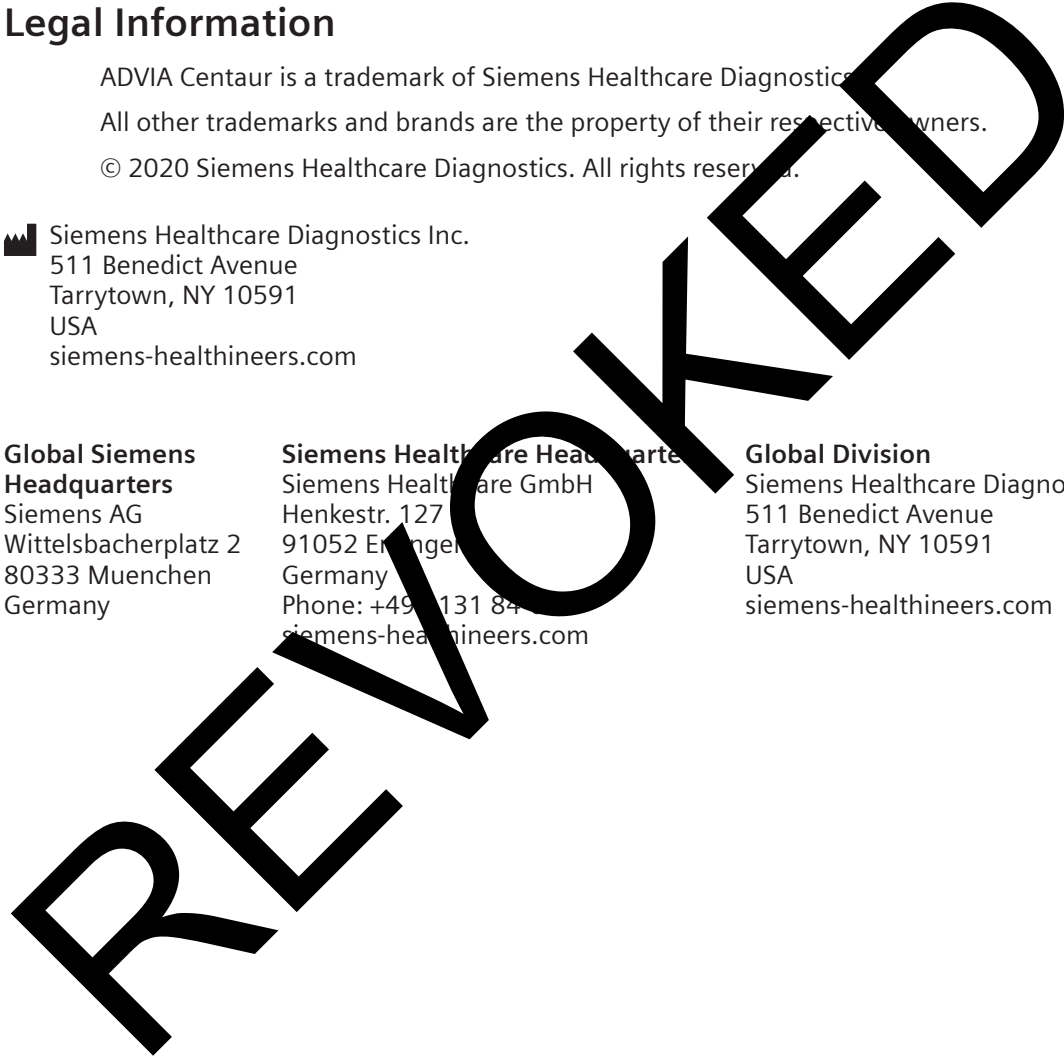 Legal Information
ADVIA Centaur is a trademark of Siemens Healthcare Diagnostics
All other trademarks and brands are the property of their respective owners.
© 2020 Siemens Healthcare Diagnostics. All rights reserved.
Siemens Healthcare Diagnostics Inc.
511 Benedict Avenue
Tarrytown, NY 10591
USA
siemens-healthineers.com
Global Siemens
Headquarters
Siemens AG
Wittelsbacherplatz 2
80333 Muenchen
Germany
Siemens Healthcare Headquarters
Siemens Healthcare GmbH
Henkestr. 127
91052 Erlangen
Germany
Phone: +49 9131 84
siemens-healthineers.com
Global Division
Siemens Healthcare
511 Benedict Avenue
Tarrytown, NY 10591
USA
siemens-healthineers.com
REVOKED